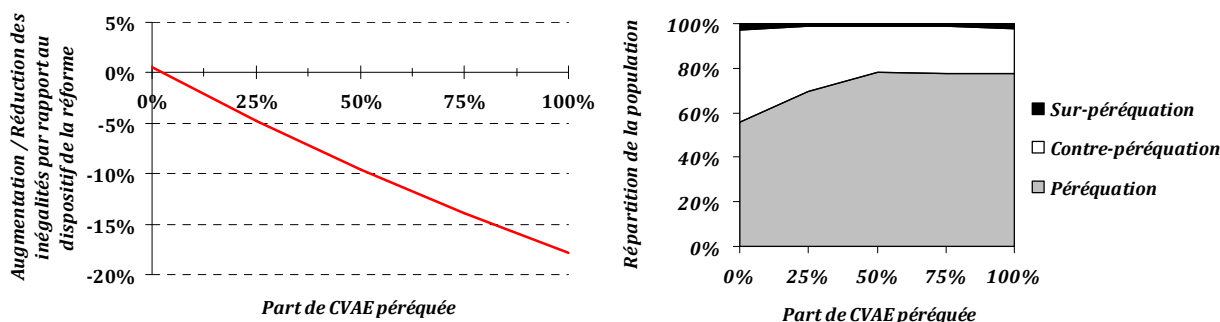 Augmentation / Réduction des
inégalités par rapport au
dispositif de la réforme
5%
0%
-5%
-10%
-15%
-20%
0%
25%
50%
75%
100%
Part de CVAE péréquée
Répartition de la population
100%
80%
60%
40%
20%
0%
0%
25%
50%
75%
100%
Part de CVAE péréquée
Sur-péréquation
Contre-péréquation
Péréquation